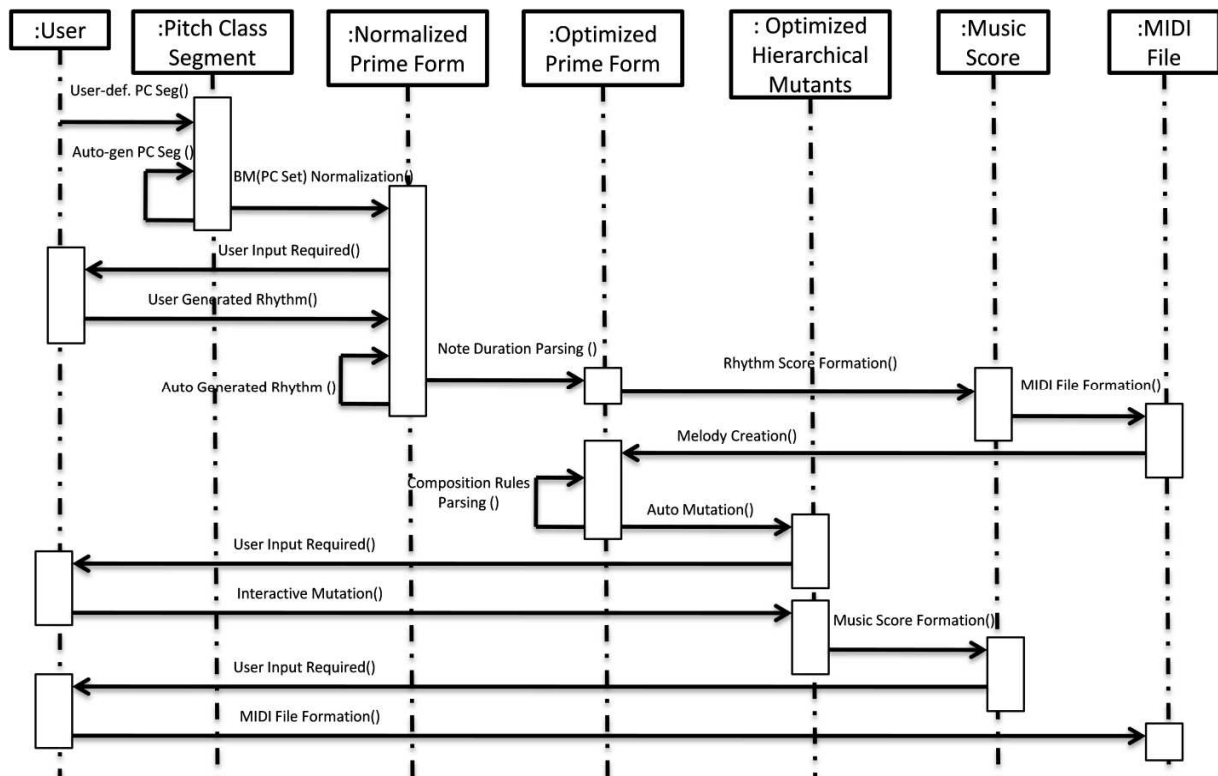 :User
:Pitch Class
Segment
:Normalized
Prime Form
:Optimized
Prime Form
: Optimized
Hierarchical
Mutants
:Music
Score
:MIDI
File
User-def. PC Seg()
Auto-gen PC Seg ()
BM(PC Set) Normalization()
User Input Required()
User Generated Rhythm()
Note Duration Parsing ()
Rhythm Score Formation()
Auto Generated Rhythm ()
MIDI File Formation()
Melody Creation()
Composition Rules
Parsing ()
Auto Mutation()
User Input Required()
Interactive Mutation()
Music Score Formation()
User Input Required()
MIDI File Formation()